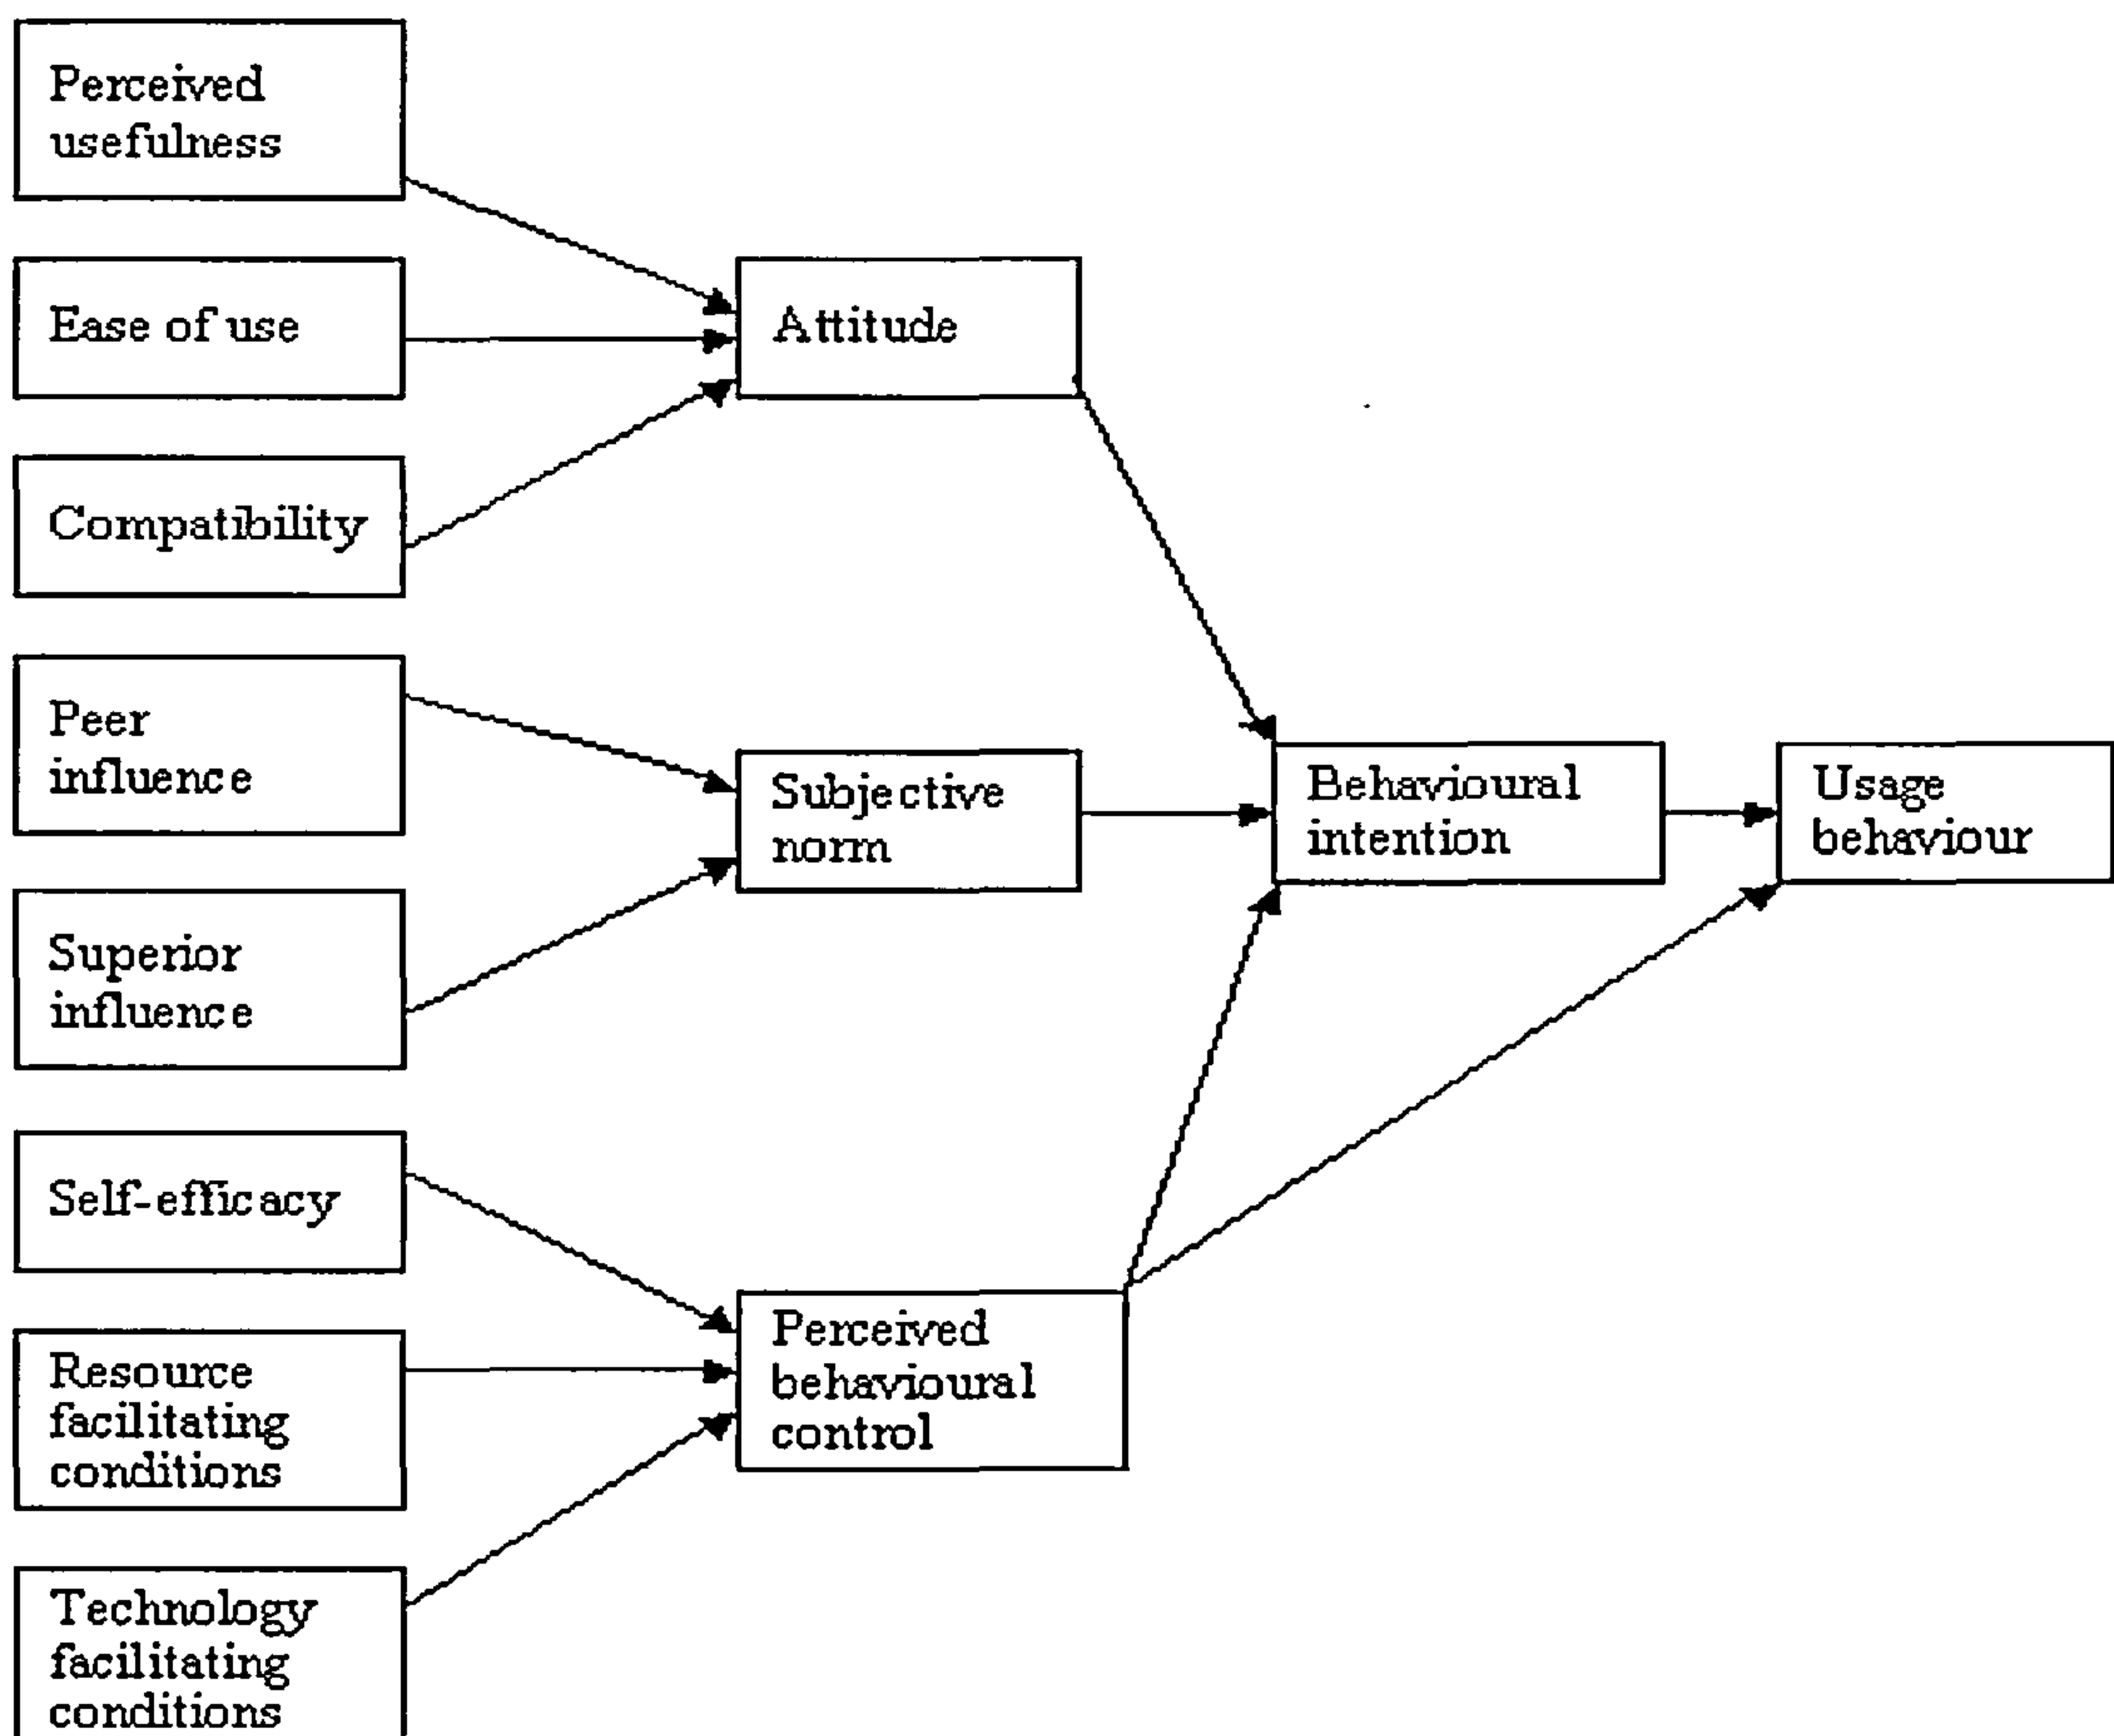 Perceived
usefulness
Ease of use
Attitude
Compatibility
Peer
influence
Subjective
norm
Behavioural
intention
Usage
behaviour
Superior
influence
Self-efficacy
Perceived
behavioural
control
Resource
facilitating
conditions
Technology
facilitating
conditions